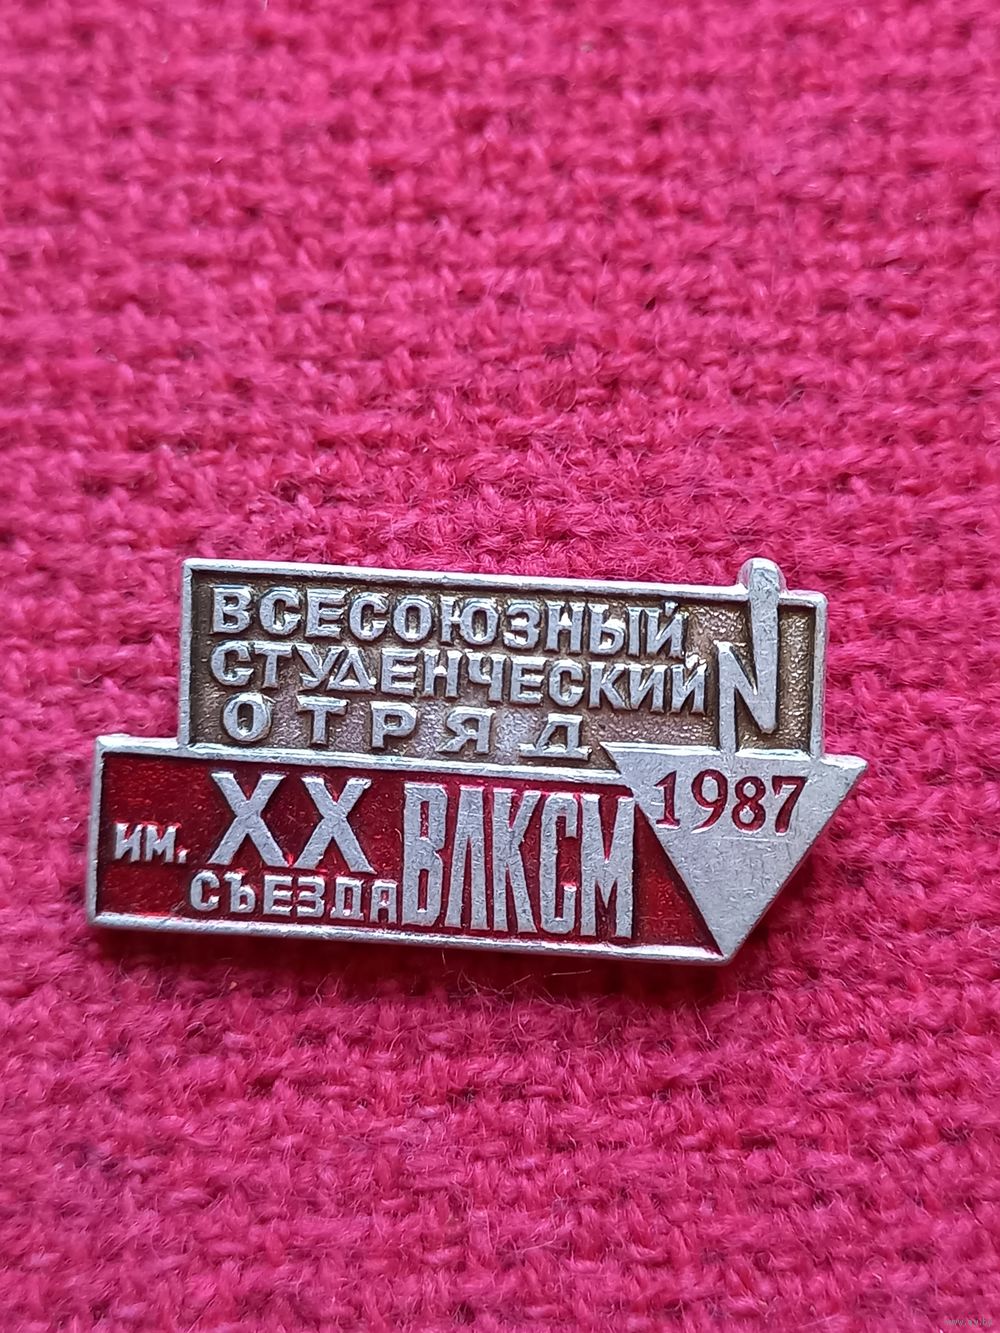 ВСЕСОЮЗНЫЙ
СТУДЕНЧЕСКИЙ
ОТРЯД
N
1987
ИМ. XX
СЪЕЗДА
ВЛКСМ